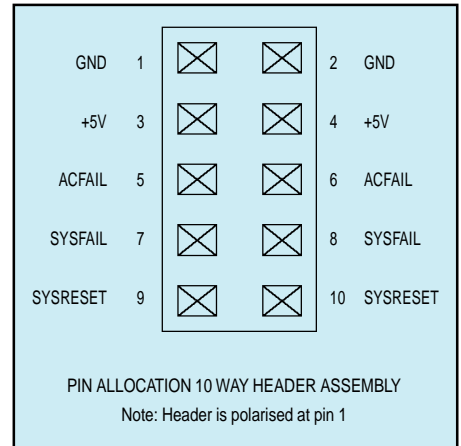 GND 1 2 GND
+5V 3 4 +5V
ACFAIL 5 6 ACFAIL
SYSFAIL 7 8 SYSFAIL
SYSRESET 9 10 SYSRESET
PIN ALLOCATION 10 WAY HEADER ASSEMBLY
Note: Header is polarised at pin 1